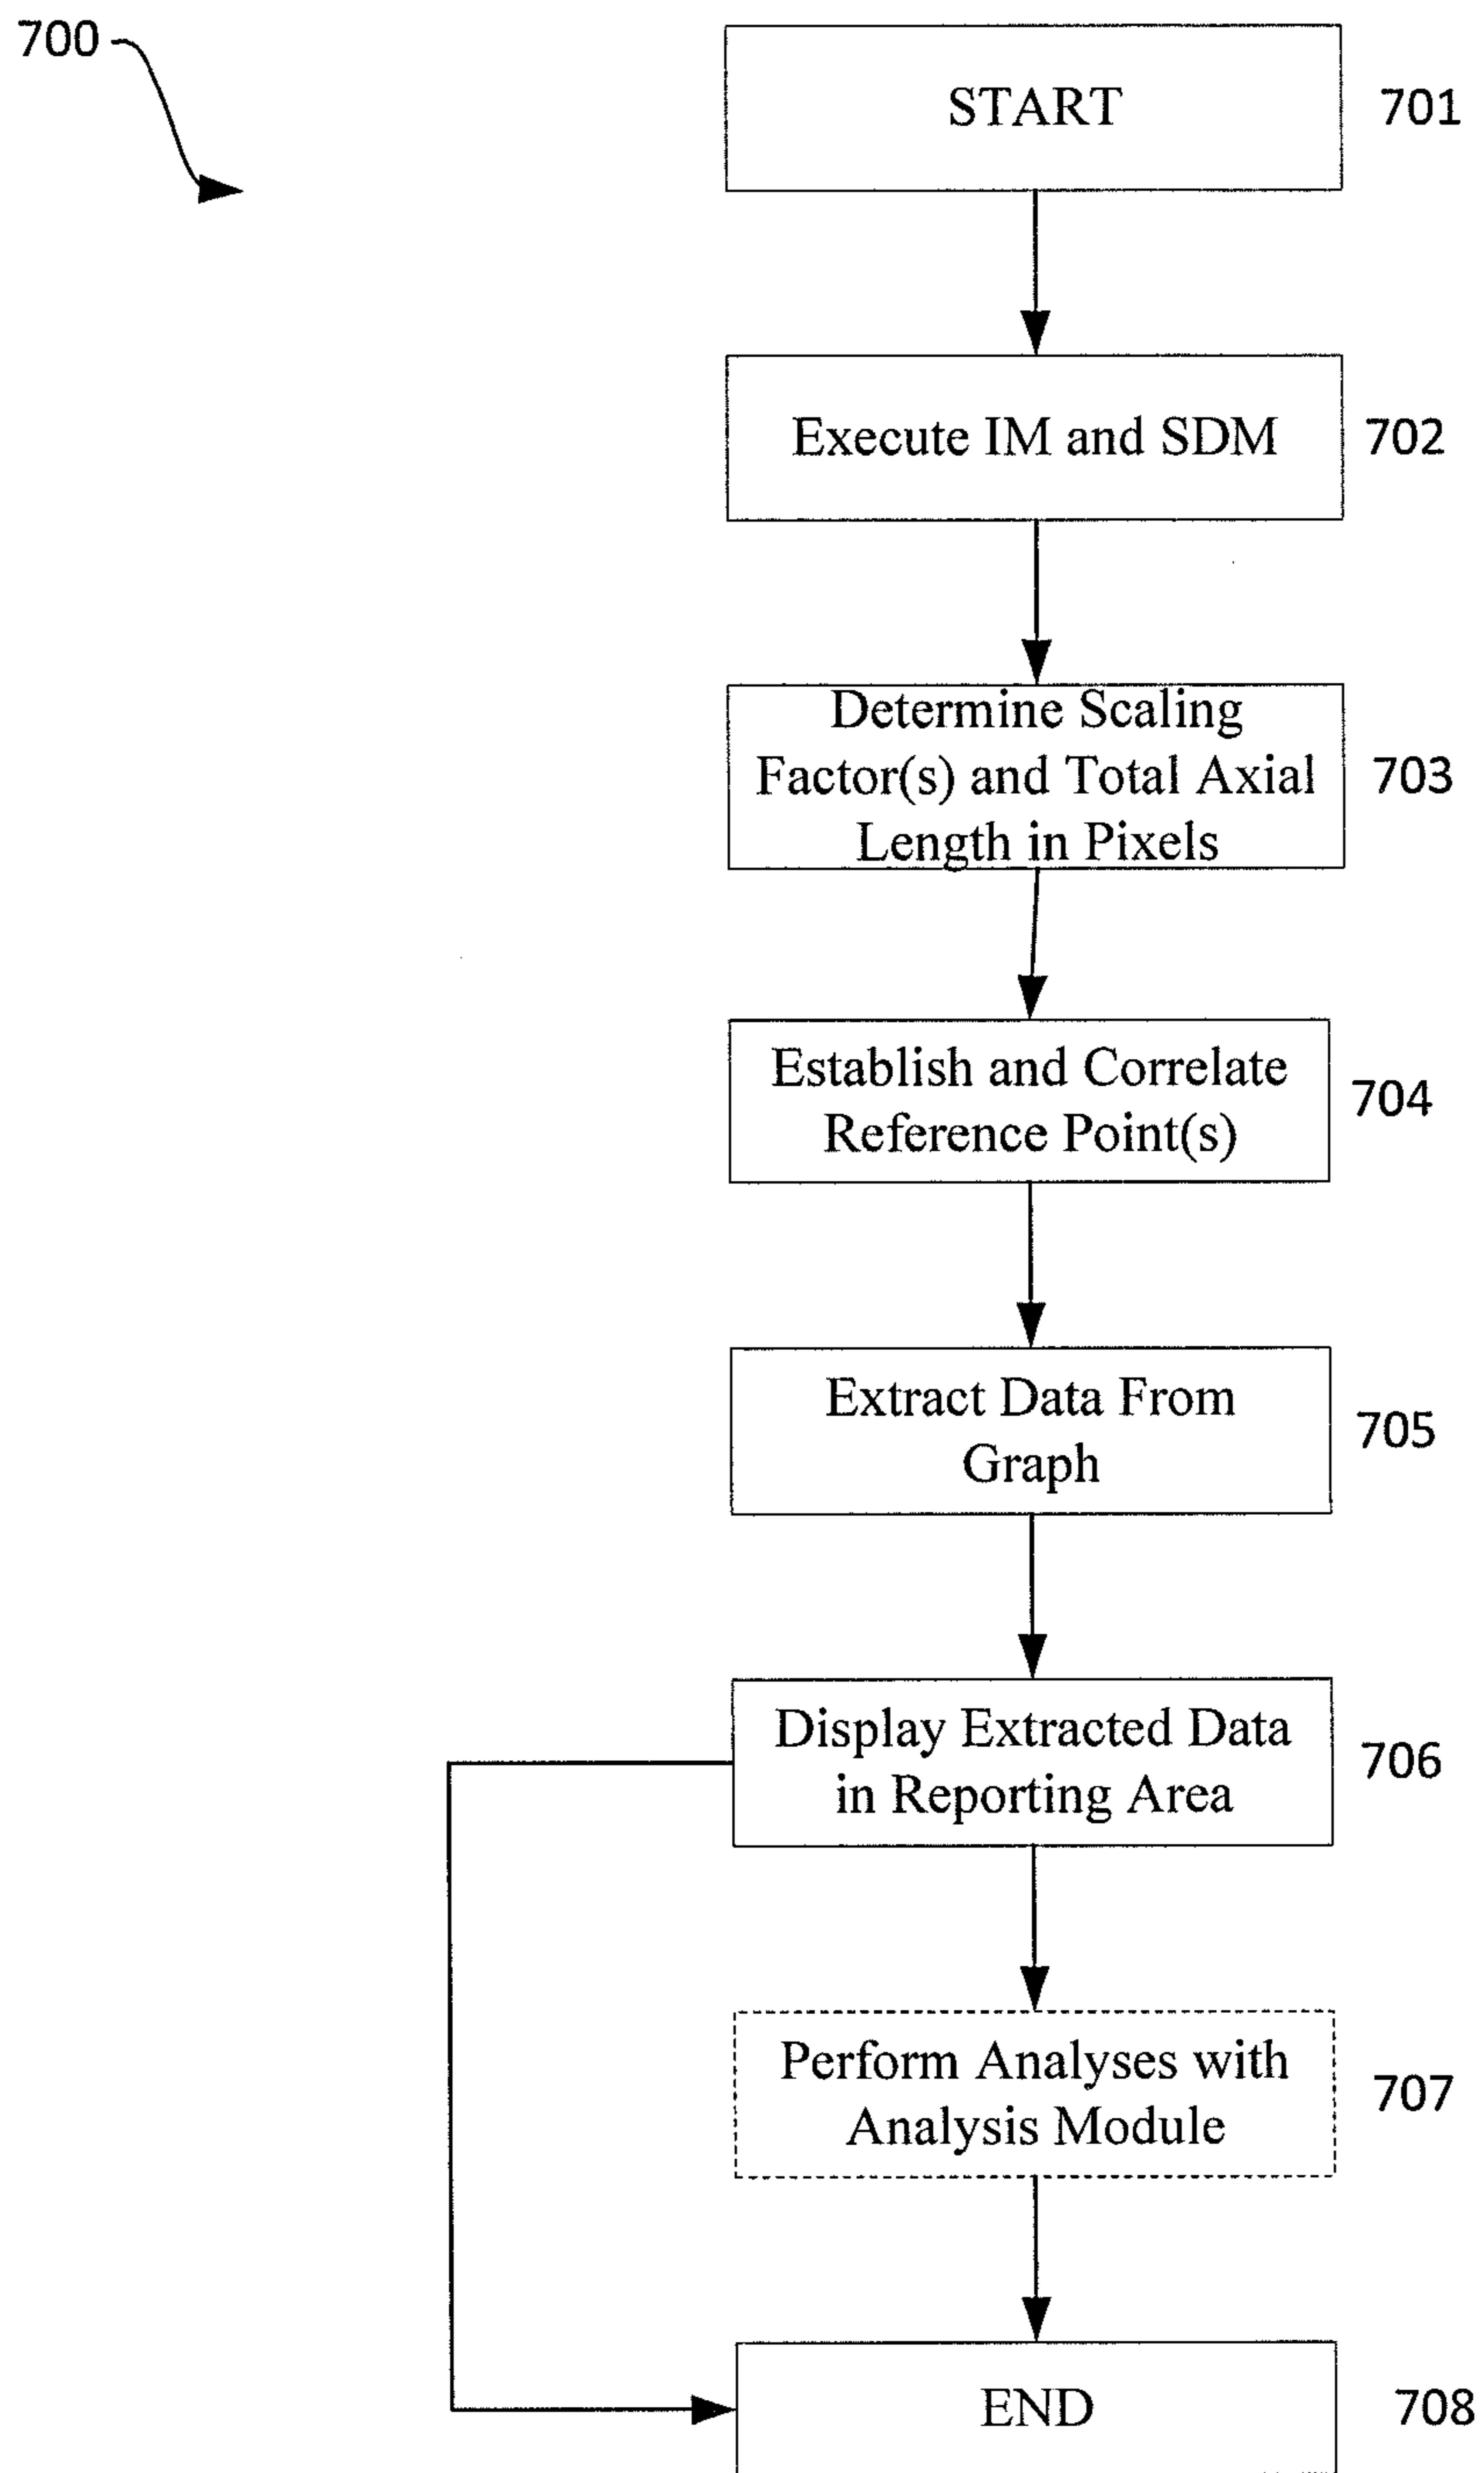 700
START
701
Execute IM and SDM
702
Determine Scaling
Factor(s) and Total Axial
Length in Pixels
703
Establish and Correlate
Reference Point(s)
704
Extract Data From
Graph
705
Display Extracted Data
in Reporting Area
706
Perform Analyses with
Analysis Module
707
END
708